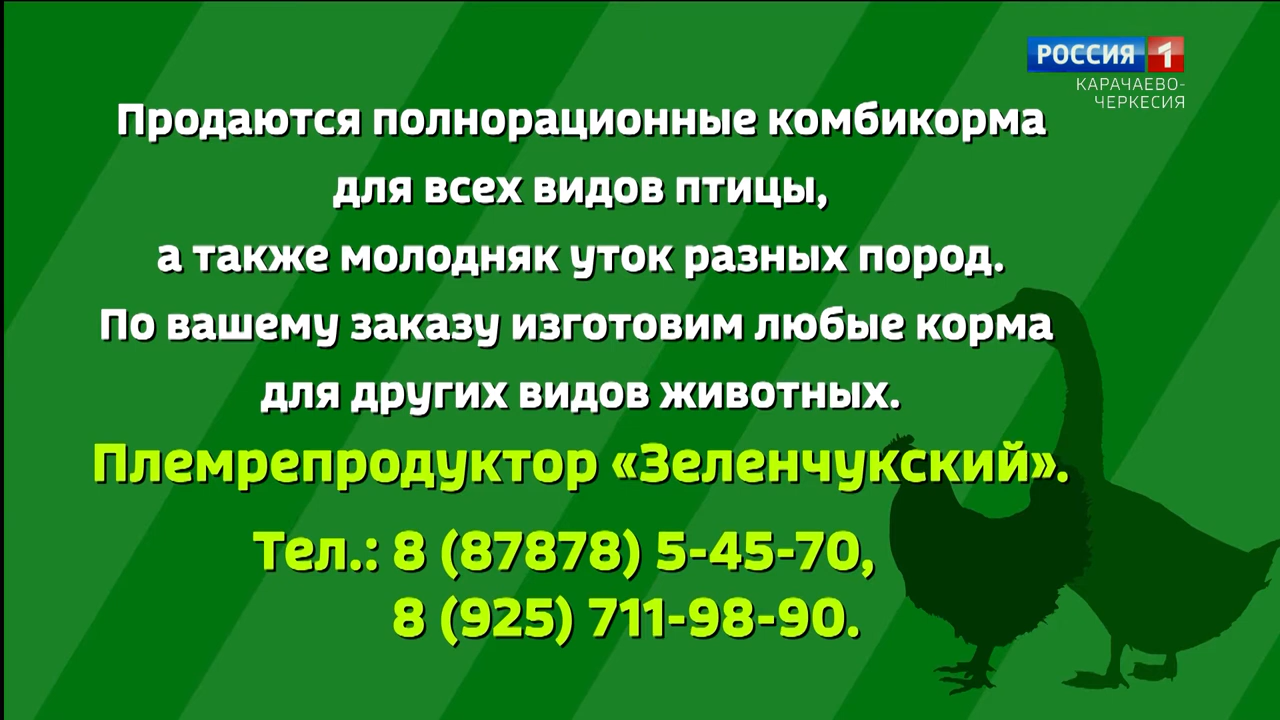 РОССИЯ 1
КАРАЧАЕВО-
ЧЕРКЕСИЯ
Продаются полнорационные комбикорма
для всех видов птицы,
а также молодняк уток разных пород.
По вашему заказу изготовим любые корма
для других видов животных.
Племрепродуктор «Зеленчукский».
Тел.: 8 (87878) 5-45-70,
8 (925) 711-98-90.